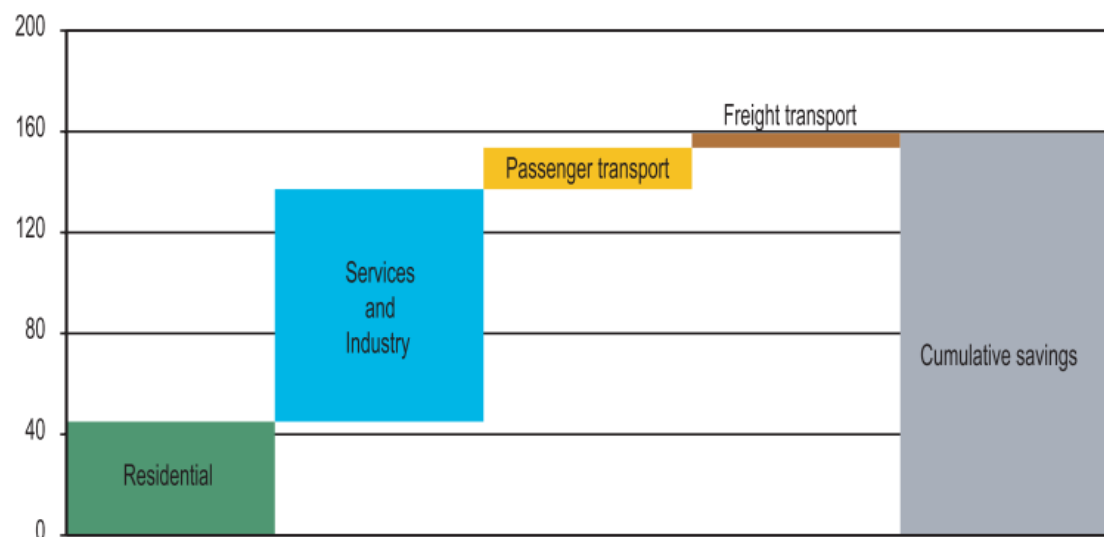 200
160
120
80
40
0
Freight transport
Passenger transport
Services
and
Industry
Cumulative savings
Residential